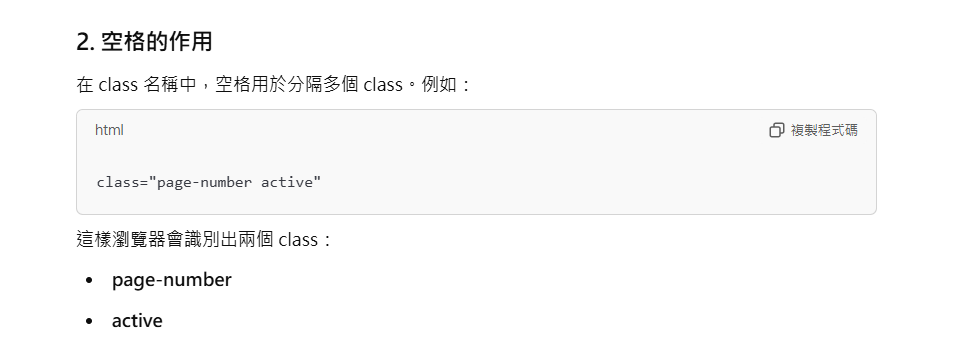 2. 空格的作用
在 class 名稱中，空格用於分隔多個 class。例如：
html
複製程式碼
class="page-number active"
這樣瀏覽器會識別出兩個 class：
• page-number
• active